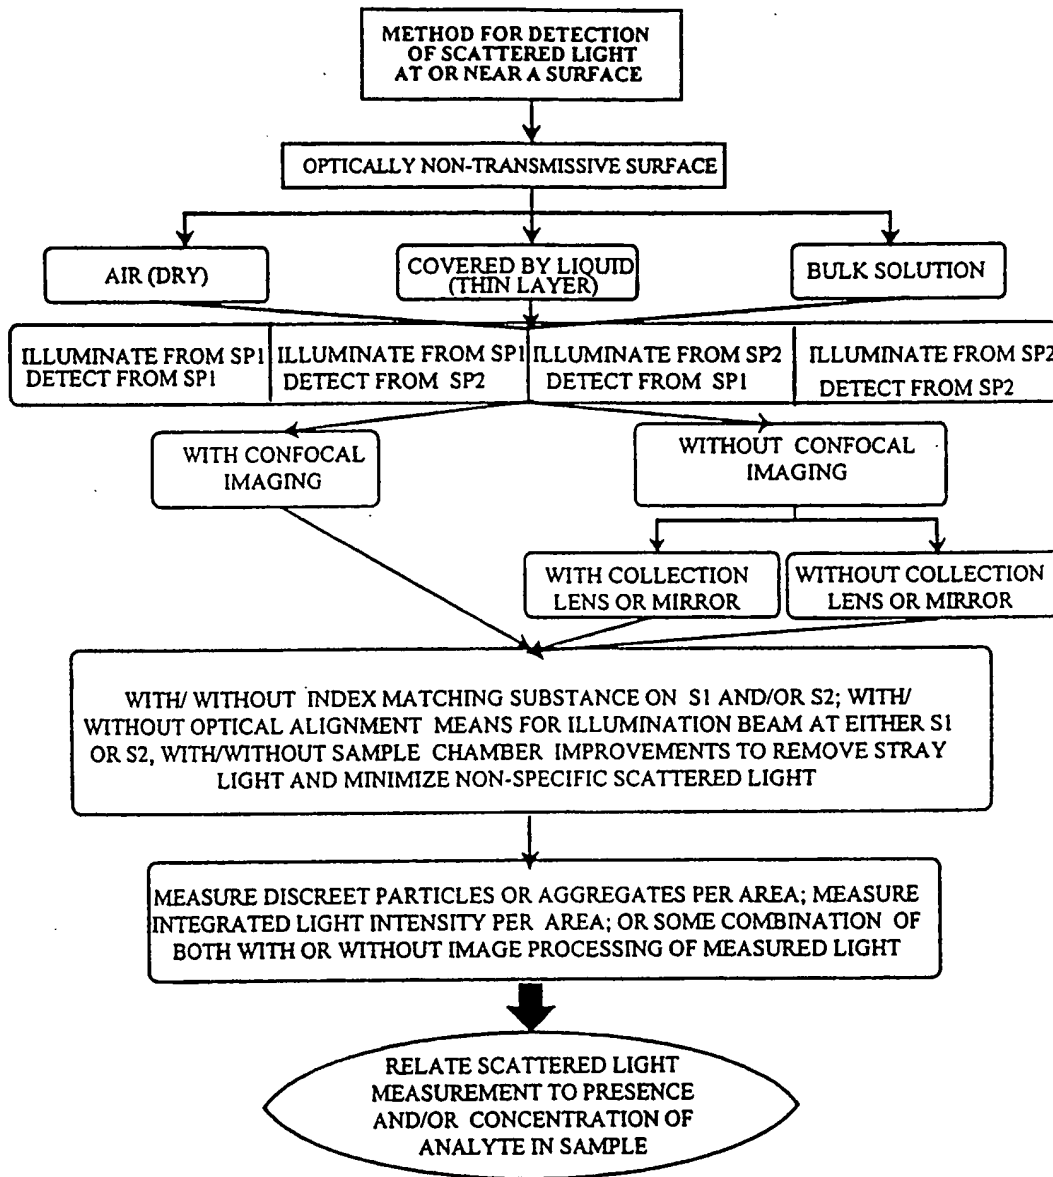 METHOD FOR DETECTION
OF SCATTERED LIGHT
AT OR NEAR A SURFACE
OPTICALLY NON-TRANSMISSIVE SURFACE
AIR (DRY)
COVERED BY LIQUID
(THIN LAYER)
BULK SOLUTION
ILLUMINATE FROM SP1
DETECT FROM SP1
ILLUMINATE FROM SP1
DETECT FROM SP2
ILLUMINATE FROM SP2
DETECT FROM SP1
ILLUMINATE FROM SP2
DETECT FROM SP2
WITH CONFOCAL
IMAGING
WITHOUT CONFOCAL
IMAGING
WITH COLLECTION
LENS OR MIRROR
WITHOUT COLLECTION
LENS OR MIRROR
WITH/ WITHOUT INDEX MATCHING SUBSTANCE ON S1 AND/OR S2; WITH/
WITHOUT OPTICAL ALIGNMENT MEANS FOR ILLUMINATION BEAM AT EITHER S1
OR S2, WITH/WITHOUT SAMPLE CHAMBER IMPROVEMENTS TO REMOVE STRAY
LIGHT AND MINIMIZE NON-SPECIFIC SCATTERED LIGHT
MEASURE DISCREET PARTICLES OR AGGREGATES PER AREA; MEASURE
INTEGRATED LIGHT INTENSITY PER AREA; OR SOME COMBINATION OF
BOTH WITH OR WITHOUT IMAGE PROCESSING OF MEASURED LIGHT
RELATE SCATTERED LIGHT
MEASUREMENT TO PRESENCE
AND/OR CONCENTRATION OF
ANALYTE IN SAMPLE